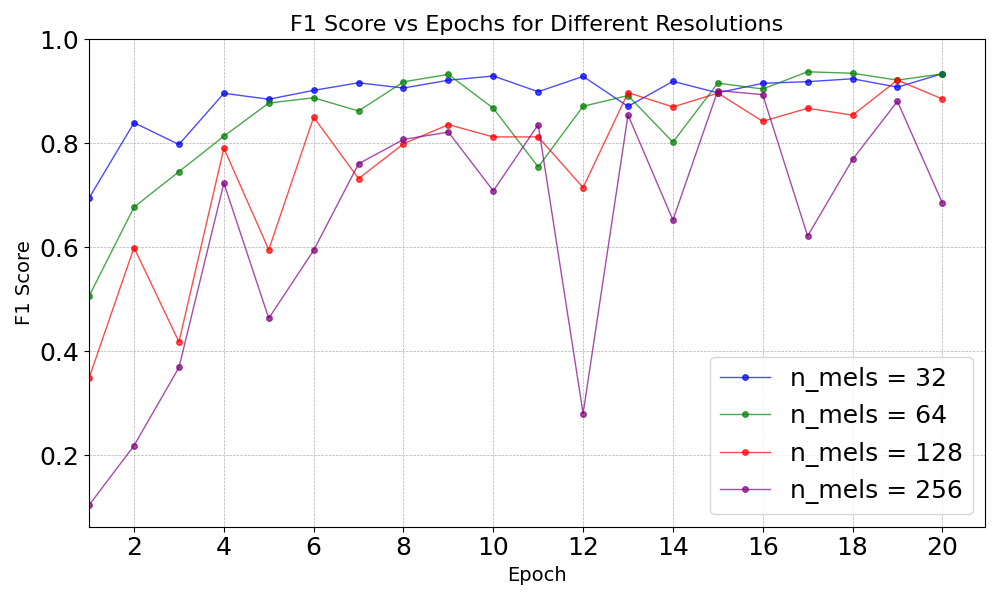 F1 Score vs Epochs for Different Resolutions
1.0
0.8
0.6
0.4
0.2
F1 Score
2 4 6 8 10 12 14 16 18 20
Epoch
n_mels = 32
n_mels = 64
n_mels = 128
n_mels = 256